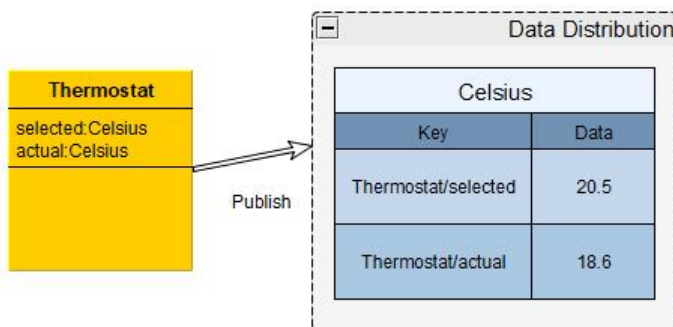 Data Distribution
Thermostat
selected:Celsius
actual:Celsius
Publish
Celsius
Key Data
Thermostat/selected 20.5
Thermostat/actual 18.6